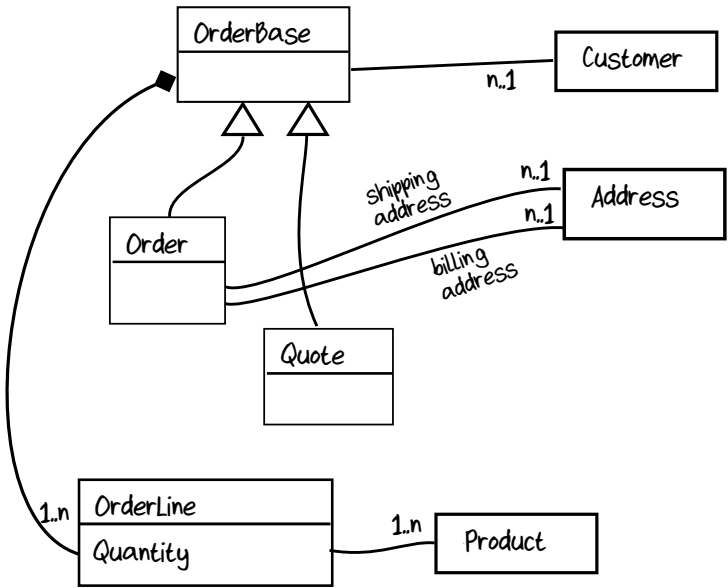 OrderBase
Customer
n..1
shipping
address
n..1
Address
n..1
Order
billing
address
Quote
OrderLine
1..n
Quantity
1..n
Product